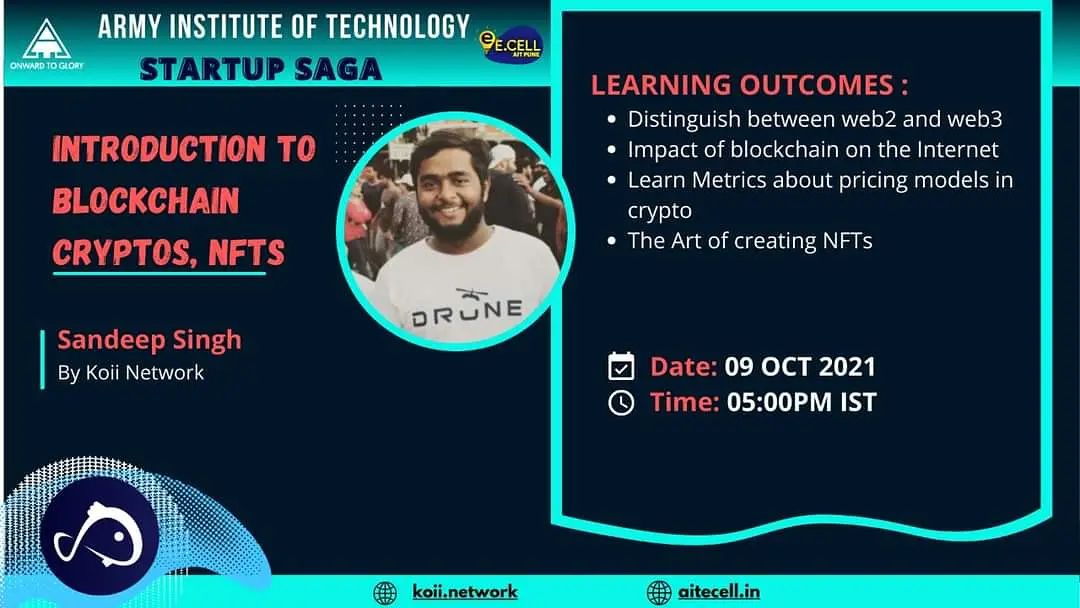 ARMY INSTITUTE OF TECHNOLOGY
ONWARD TO GLORY
STARTUP SAGA
e E.CELL
AIT PUNE
INTRODUCTION TO
BLOCKCHAIN
CRYPTOS, NFTS
Sandeep Singh
By Koii Network
DRONE
LEARNING OUTCOMES :
• Distinguish between web2 and web3
• Impact of blockchain on the Internet
• Learn Metrics about pricing models in
crypto
• The Art of creating NFTs
Date: 09 OCT 2021
Time: 05:00PM IST
koii.network
aitecell.in